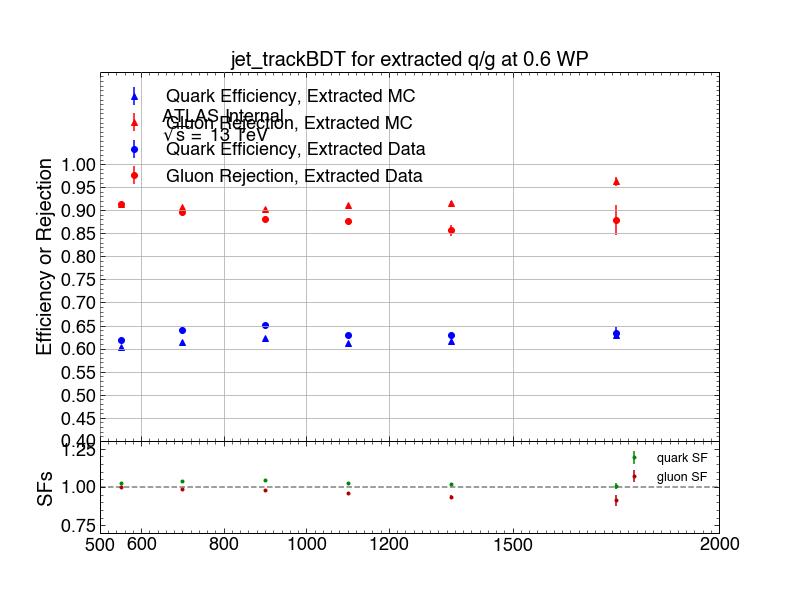 jet_trackBDT for extracted q/g at 0.6 WP
Quark Efficiency, Extracted MC
ATLAS Internal
Gluon Rejection, Extracted MC
√s = 13 TeV
Quark Efficiency, Extracted Data
Gluon Rejection, Extracted Data
Efficiency or Rejection
1.00
0.95
0.90
0.85
0.80
0.75
0.70
0.65
0.60
0.55
0.50
0.45
0.40
SFs
1.25
1.00
0.75
quark SF
gluon SF
500 600 800 1000 1200 1500 2000